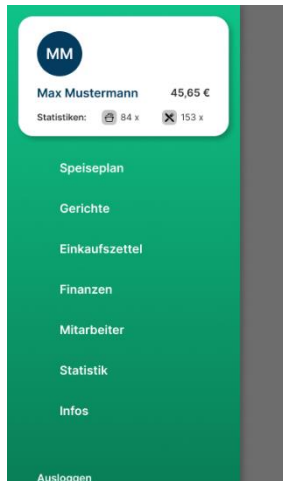 MM
Max Mustermann 45,65 €
Statistiken: 84 x 153 x
Speiseplan
Gerichte
Einkaufszettel
Finanzen
Mitarbeiter
Statistik
Infos
Ausloggen